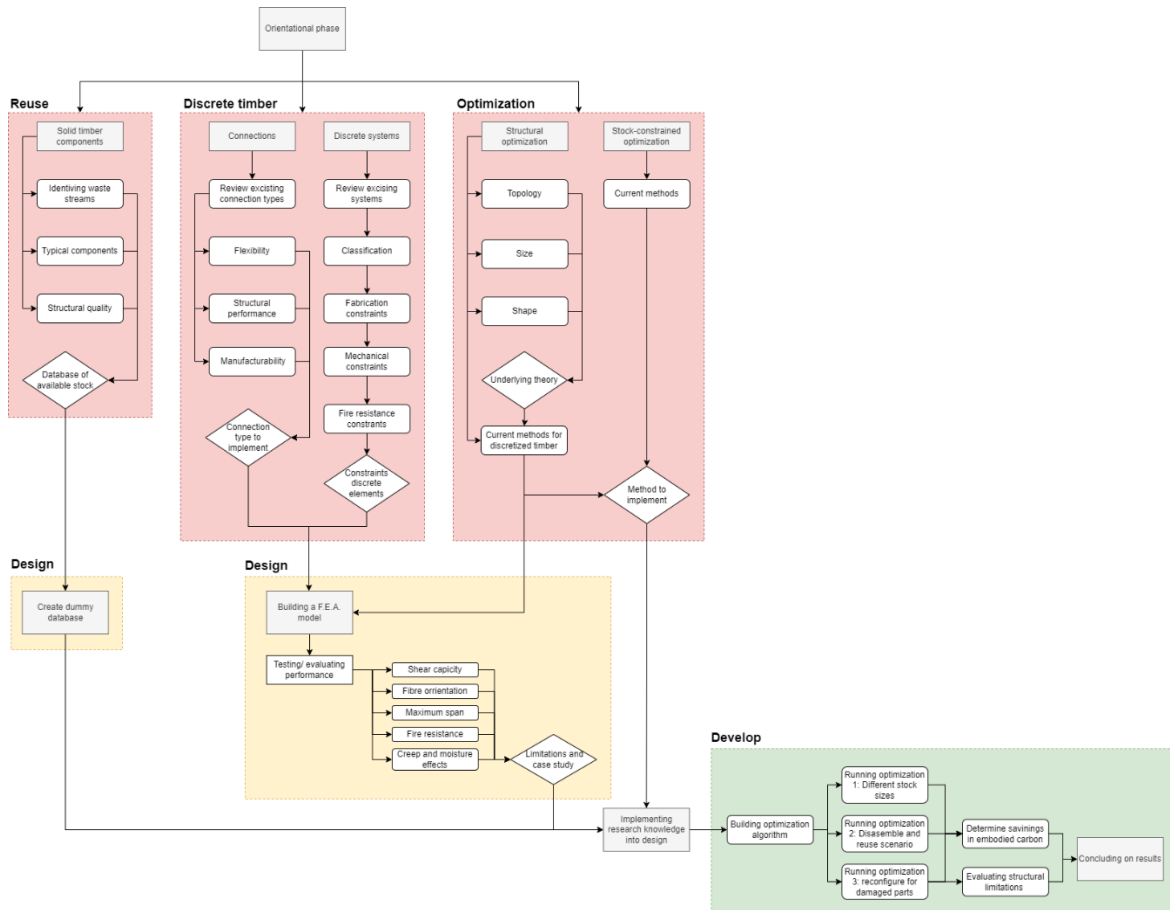 Orientational phase
Reuse
Solid timber
components
Identiving waste
streams
Typical components
Structural quality
Database of
available stock
Discrete timber
Connections
Review excisting
connection types
Flexibility
Structural
performance
Manufacturability
Connection
type to
implement
Discrete systems
Review excising
systems
Classification
Fabrication
constraints
Mechanical
constraints
Fire resistance
constrants
Constraints
discrete
elements
Optimization
Structural
optimization
Topology
Size
Shape
Underlying theory
Current methods for
discretized timber
Stock-constrained
optimization
Current methods
Method to
implement
Design
Create dummy
database
Design
Building a F.E.A.
model
Testing/ evaluating
performance
Shear capicity
Fibre orrientation
Maximum span
Fire resistance
Creep and moisture
effects
Limitations and
case study
Implementing
research knowledge
into design
Develop
Building optimization
algorithm
Running optimization
1: Different stock
sizes
Running optimization
2: Disasemble and
reuse scenario
Running optimization
3: reconfigure for
damaged parts
Determine savinings
in embodied carbon
Evaluating structural
limitations
Concluding on results